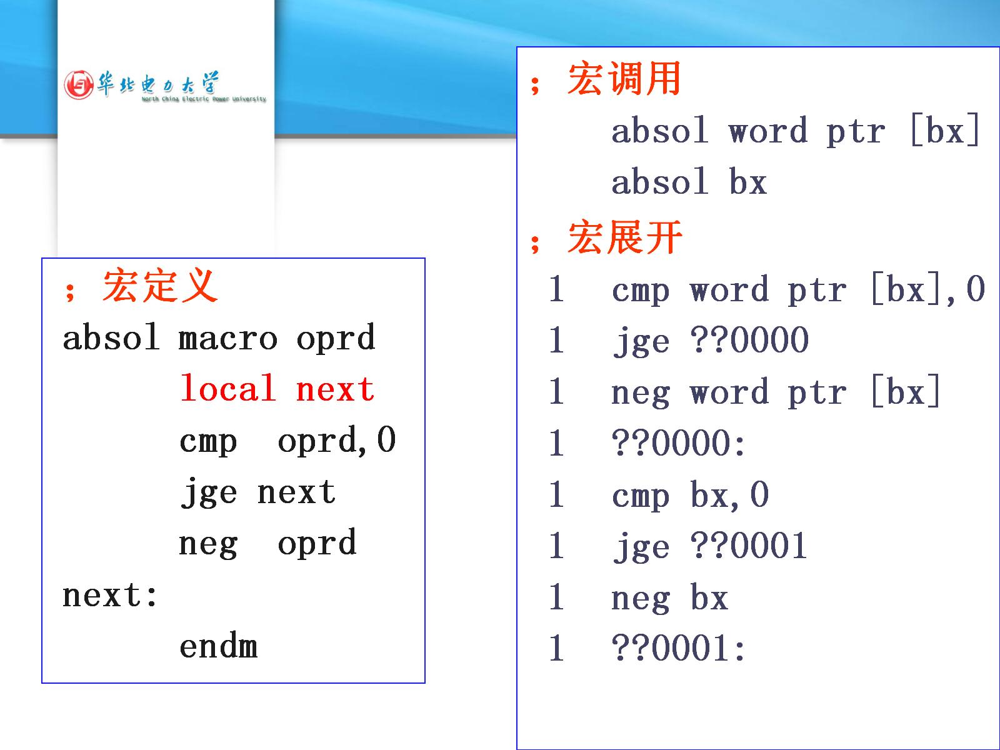 华北电力大学
North China Electric Power University
；宏定义
absol macro oprd
local next
cmp oprd,0
jge next
neg oprd
next:
endm
；宏调用
absol word ptr [bx]
absol bx
；宏展开
1 cmp word ptr [bx],0
1 jge ??0000
1 neg word ptr [bx]
1 ??0000:
1 cmp bx,0
1 jge ??0001
1 neg bx
1 ??0001: